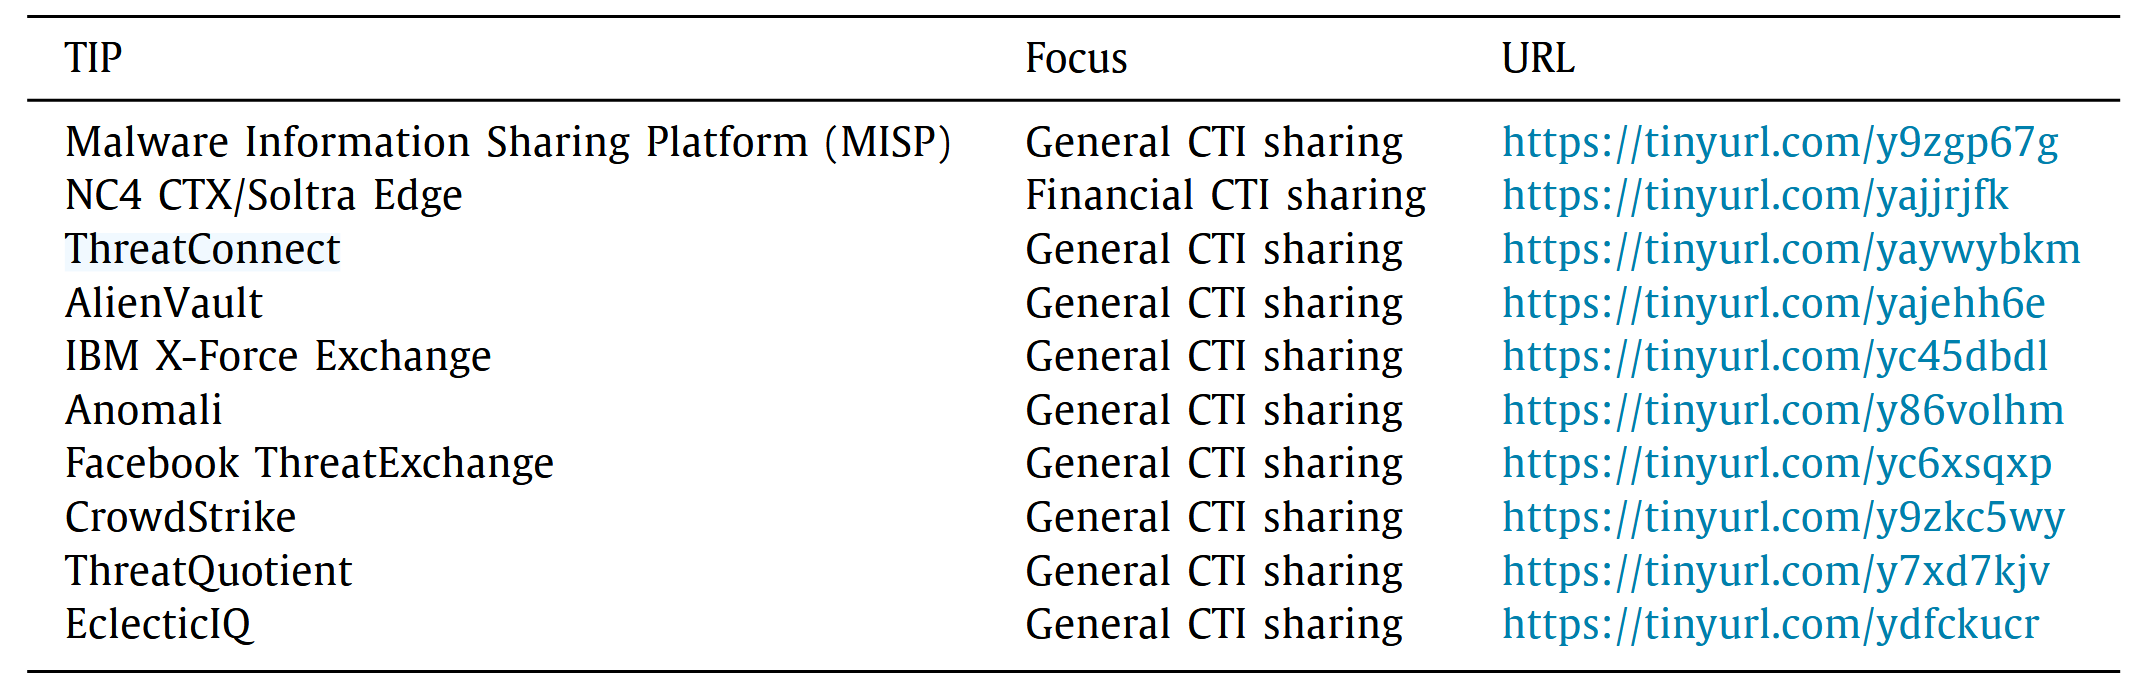 TIP Focus URL
Malware Information Sharing Platform (MISP) General CTI sharing https://tinyurl.com/y9zgp67g
NC4 CTX/Soltra Edge Financial CTI sharing https://tinyurl.com/yajjrjfk
ThreatConnect General CTI sharing https://tinyurl.com/yaywybkm
AlienVault General CTI sharing https://tinyurl.com/yajehh6e
IBM X-Force Exchange General CTI sharing https://tinyurl.com/yc45dbdl
Anomali General CTI sharing https://tinyurl.com/y86volhm
Facebook ThreatExchange General CTI sharing https://tinyurl.com/yc6xsqxp
CrowdStrike General CTI sharing https://tinyurl.com/y9zkc5wy
ThreatQuotient General CTI sharing https://tinyurl.com/y7xd7kjv
EclecticIQ General CTI sharing https://tinyurl.com/ydfckucr